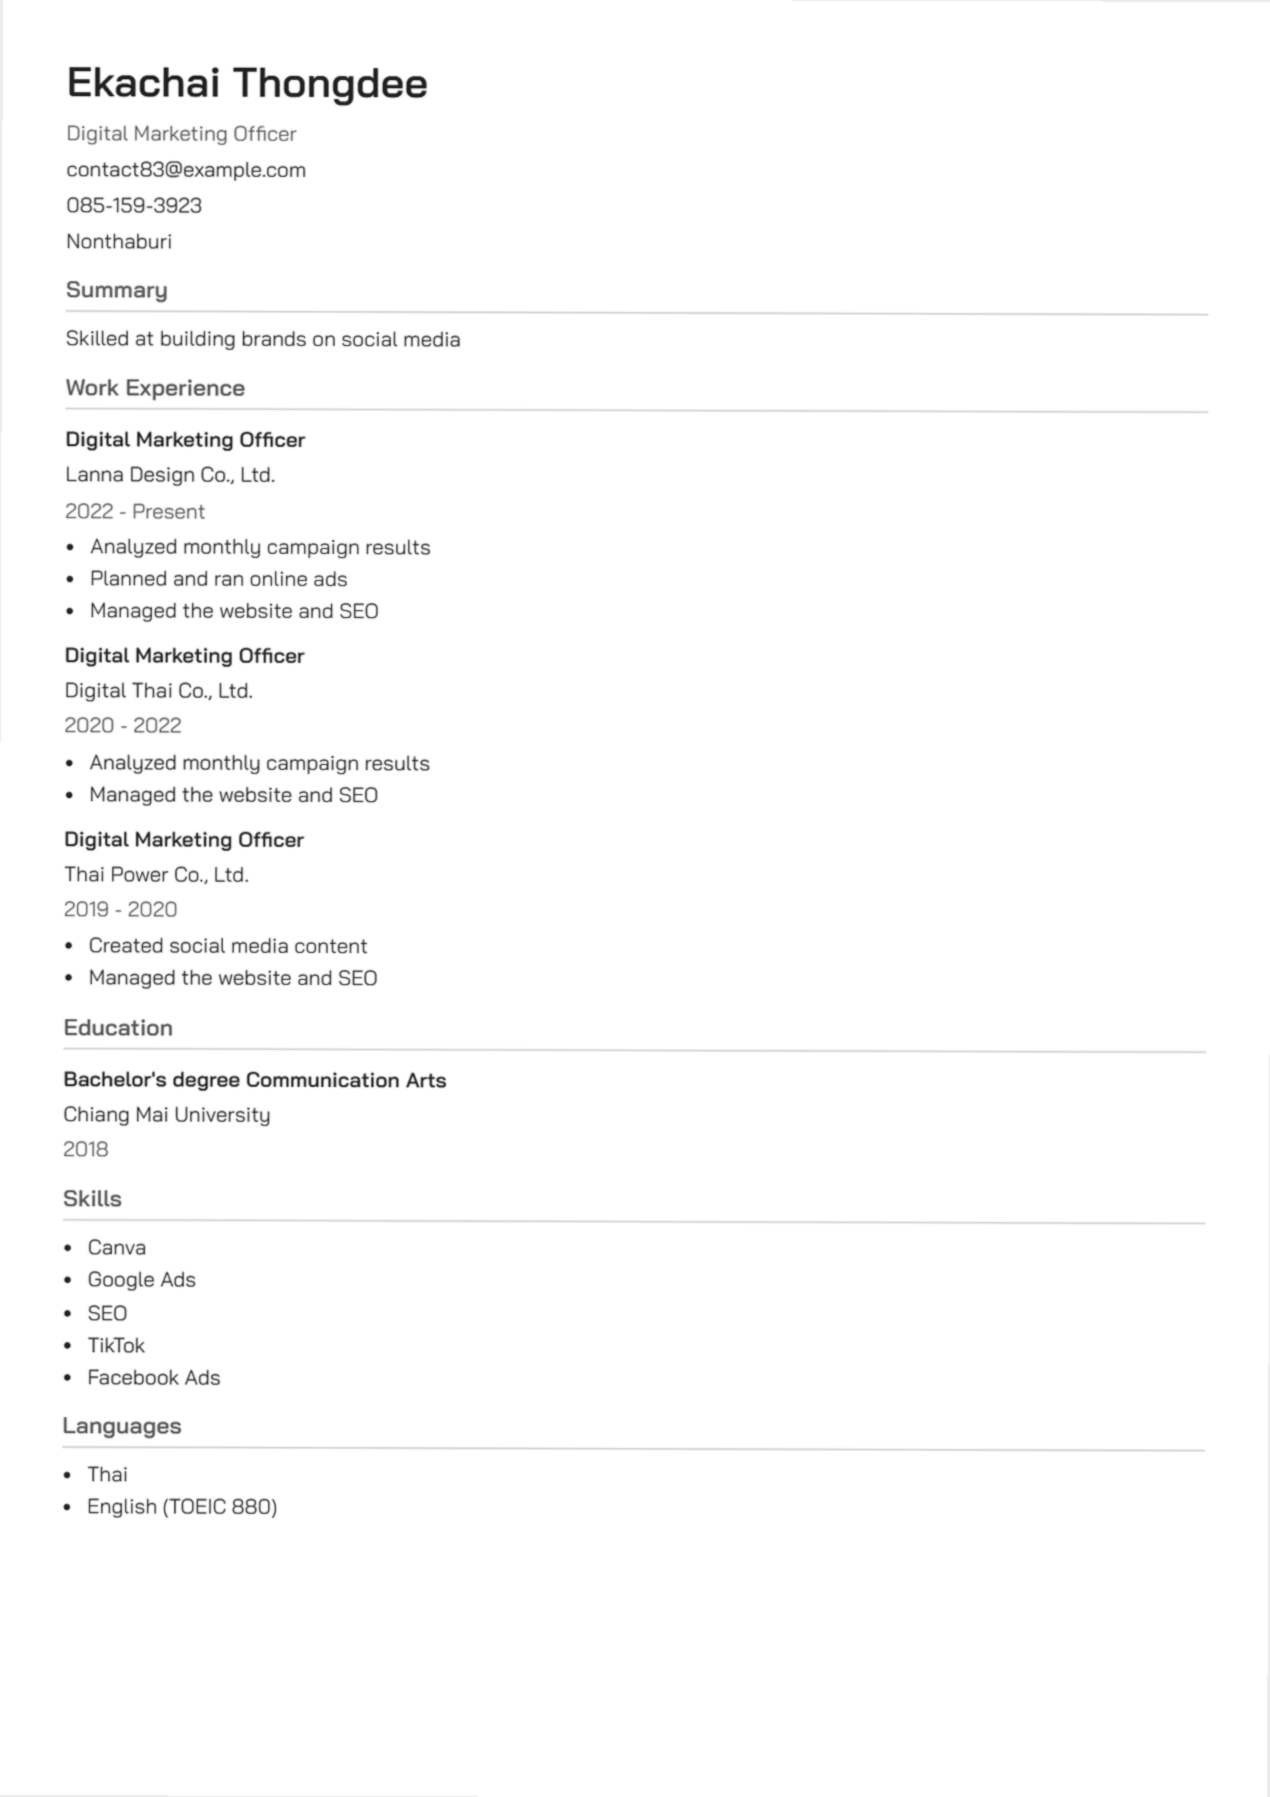 Ekachai Thongdee
Digital Marketing Officer
contact83@example.com
085-159-3923
Nonthaburi
Summary
Skilled at building brands on social media
Work Experience
Digital Marketing Officer
Lanna Design Co., Ltd.
2022 - Present
• Analyzed monthly campaign results
• Planned and ran online ads
• Managed the website and SEO
Digital Marketing Officer
Digital Thai Co., Ltd.
2020 - 2022
• Analyzed monthly campaign results
• Managed the website and SEO
Digital Marketing Officer
Thai Power Co., Ltd.
2019 - 2020
• Created social media content
• Managed the website and SEO
Education
Bachelor's degree Communication Arts
Chiang Mai University
2018
Skills
• Canva
• Google Ads
• SEO
• TikTok
• Facebook Ads
Languages
• Thai
• English (TOEIC 880)